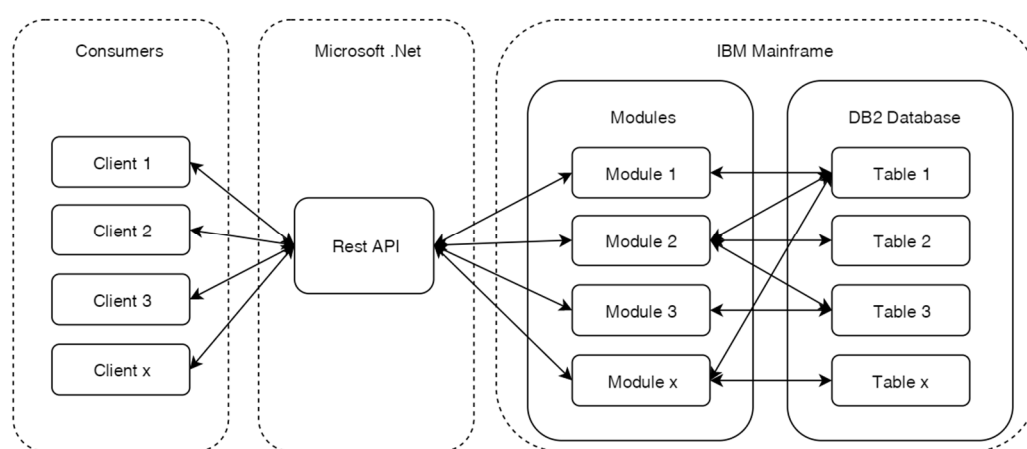 Consumers
Microsoft .Net
IBM Mainframe
Modules
DB2 Database
Client 1
Client 2
Client 3
Client x
Rest API
Module 1
Module 2
Module 3
Module x
Table 1
Table 2
Table 3
Table x